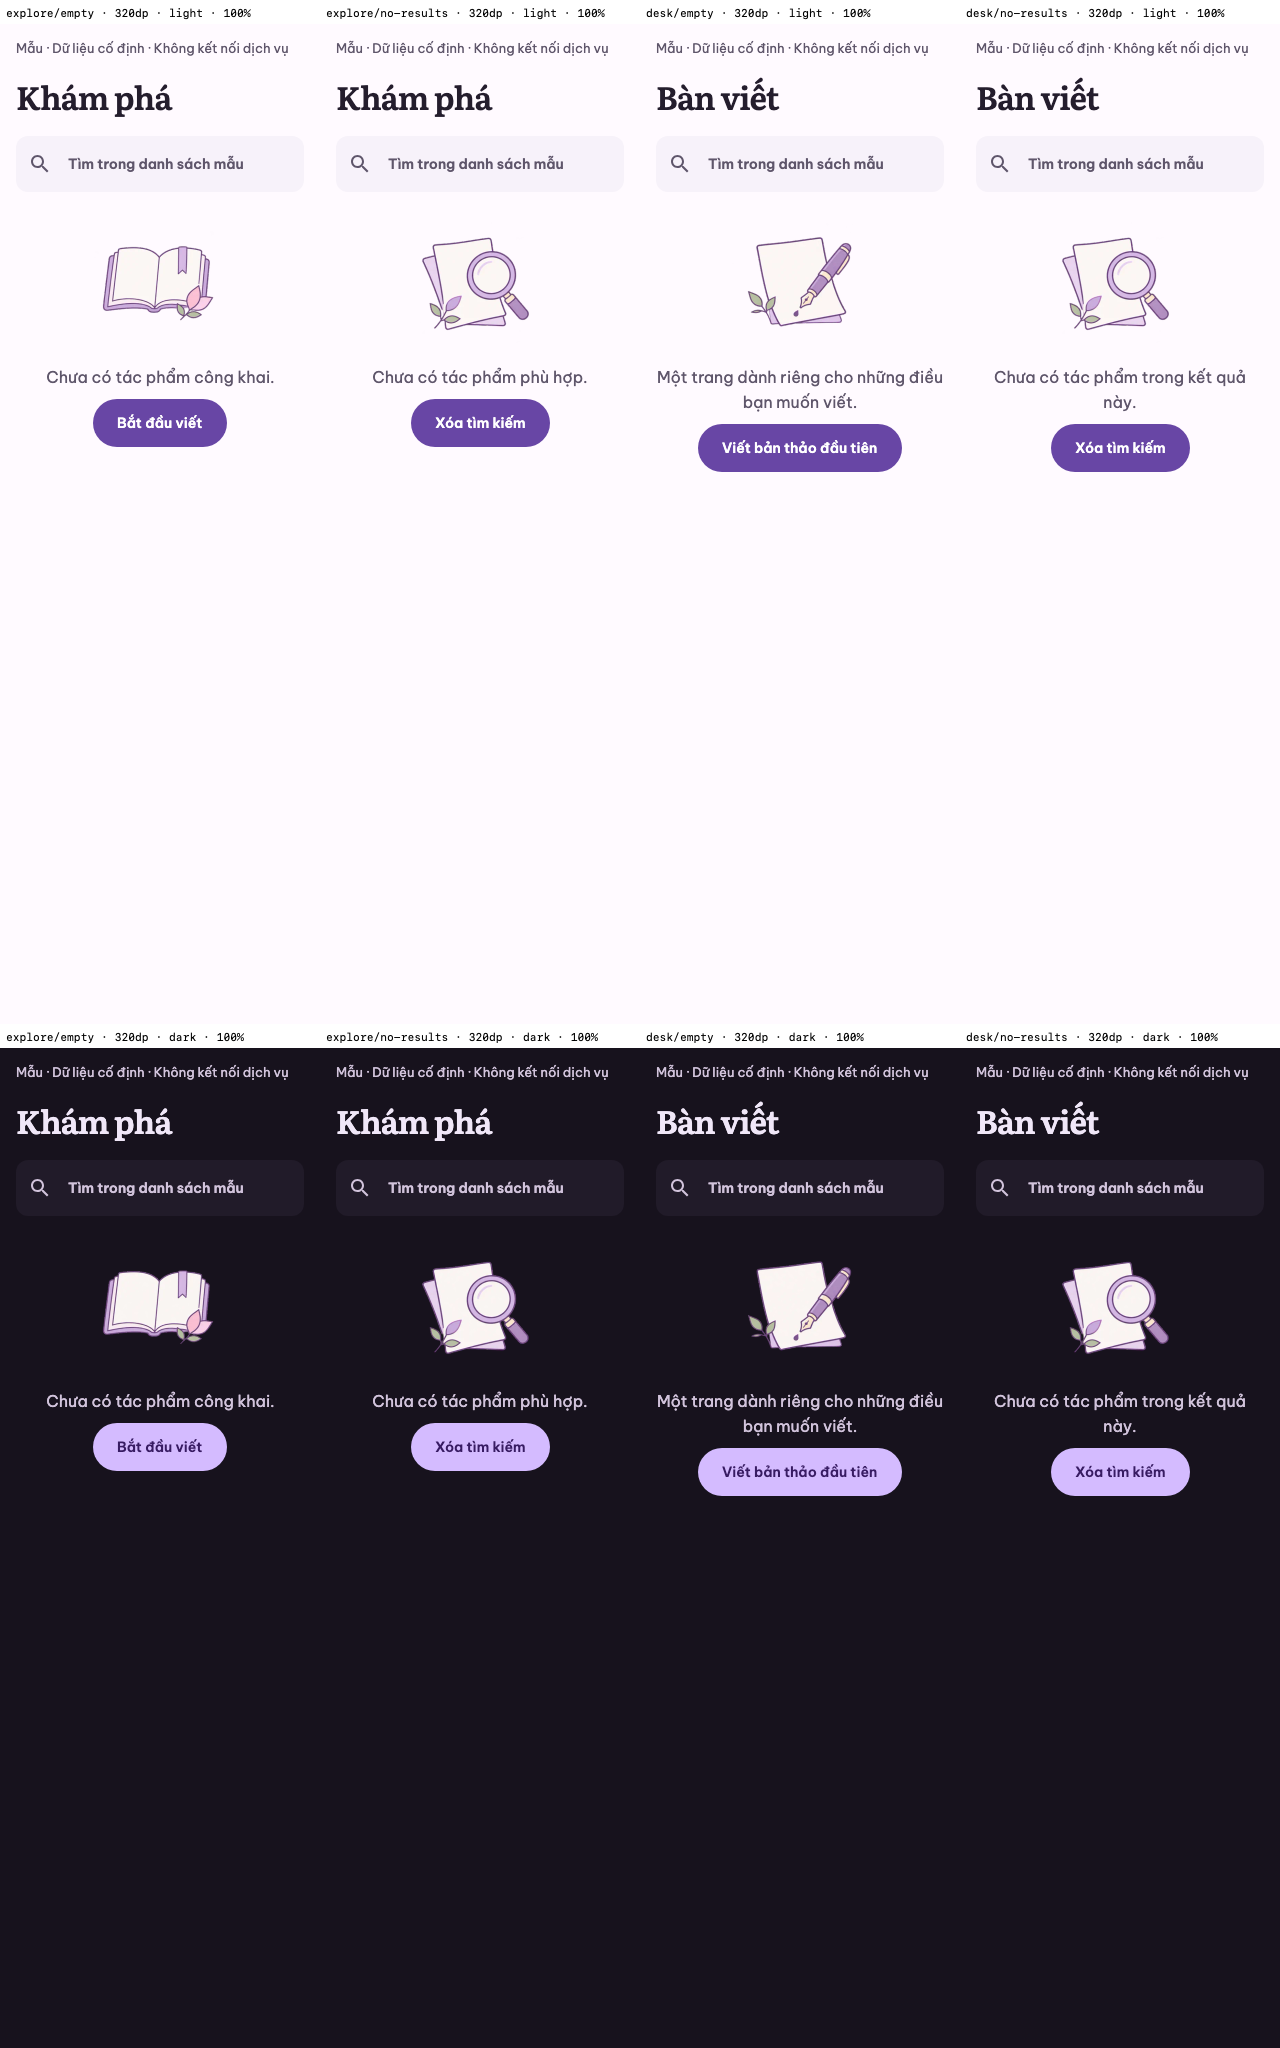 explore/empty · 320dp · light · 100%
Mẫu · Dữ liệu cố định · Không kết nối dịch vụ
Khám phá
Tìm trong danh sách mẫu
Chưa có tác phẩm công khai.
Bắt đầu viết
explore/no-results · 320dp · light · 100%
Mẫu · Dữ liệu cố định · Không kết nối dịch vụ
Khám phá
Tìm trong danh sách mẫu
Chưa có tác phẩm phù hợp.
Xóa tìm kiếm
desk/empty · 320dp · light · 100%
Mẫu · Dữ liệu cố định · Không kết nối dịch vụ
Bàn viết
Tìm trong danh sách mẫu
Một trang dành riêng cho những điều
bạn muốn viết.
Viết bản thảo đầu tiên
desk/no-results · 320dp · light · 100%
Mẫu · Dữ liệu cố định · Không kết nối dịch vụ
Bàn viết
Tìm trong danh sách mẫu
Chưa có tác phẩm trong kết quả
này.
Xóa tìm kiếm
explore/empty · 320dp · dark · 100%
Mẫu · Dữ liệu cố định · Không kết nối dịch vụ
Khám phá
Tìm trong danh sách mẫu
Chưa có tác phẩm công khai.
Bắt đầu viết
explore/no-results · 320dp · dark · 100%
Mẫu · Dữ liệu cố định · Không kết nối dịch vụ
Khám phá
Tìm trong danh sách mẫu
Chưa có tác phẩm phù hợp.
Xóa tìm kiếm
desk/empty · 320dp · dark · 100%
Mẫu · Dữ liệu cố định · Không kết nối dịch vụ
Bàn viết
Tìm trong danh sách mẫu
Một trang dành riêng cho những điều
bạn muốn viết.
Viết bản thảo đầu tiên
desk/no-results · 320dp · dark · 100%
Mẫu · Dữ liệu cố định · Không kết nối dịch vụ
Bàn viết
Tìm trong danh sách mẫu
Chưa có tác phẩm trong kết quả
này.
Xóa tìm kiếm